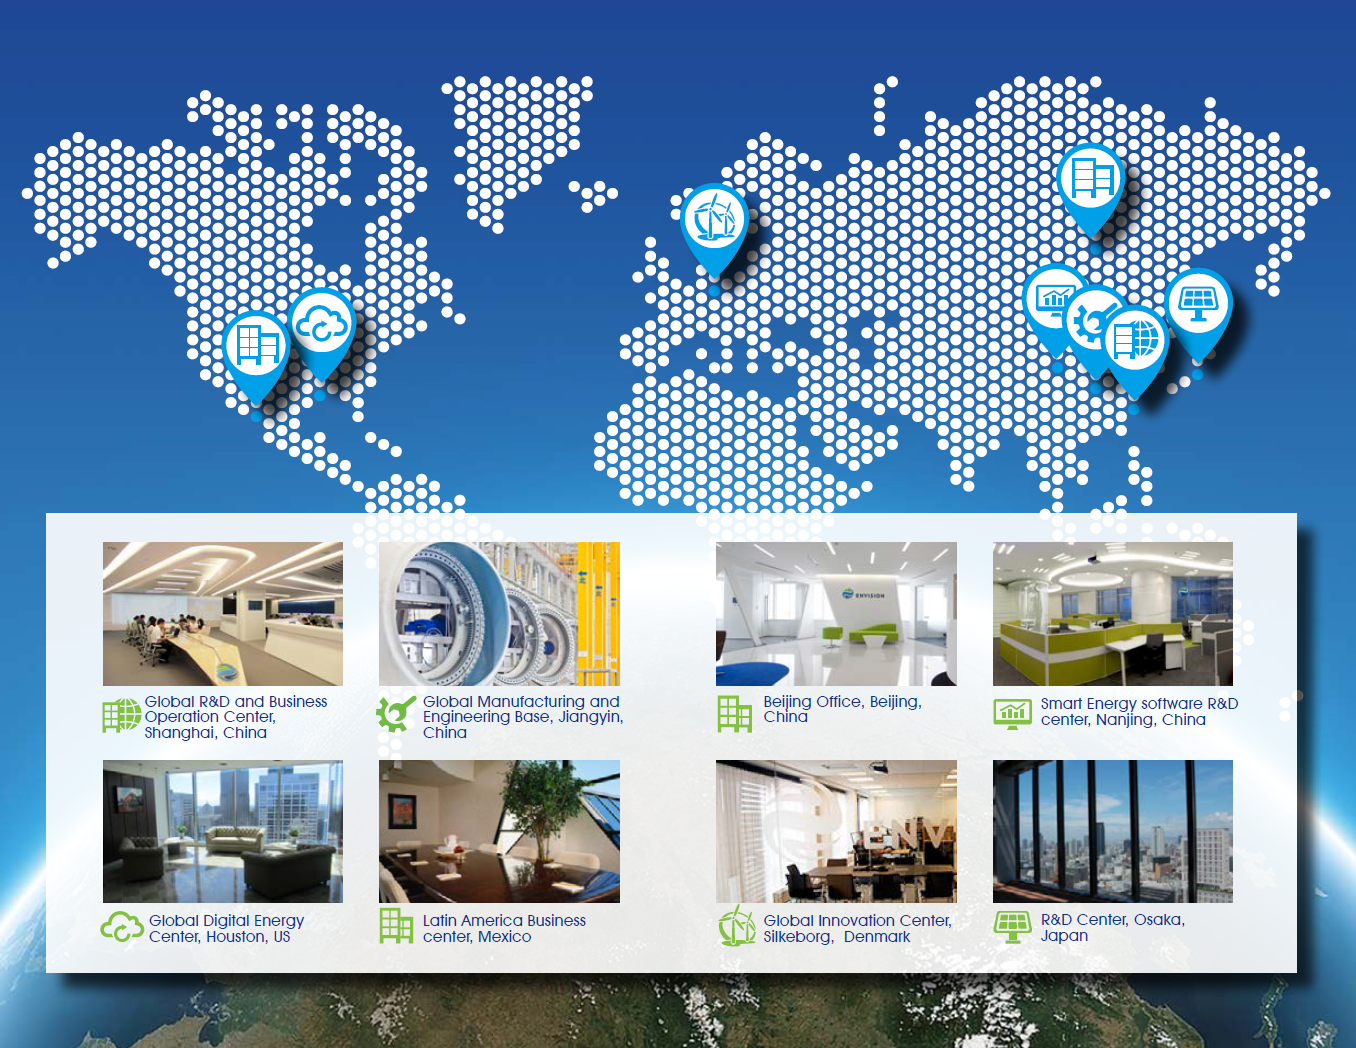 ENVISION
Global R&D and Business
Operation Center,
Shanghai, China
Global Manufacturing and
Engineering Base, Jiangyin,
China
Beijing Office, Beijing,
China
Smart Energy software R&D
center, Nanjing, China
ENV
Global Digital Energy
Center, Houston, US
Latin America Business
center, Mexico
Global Innovation Center,
Silkeborg, Denmark
R&D Center, Osaka,
Japan